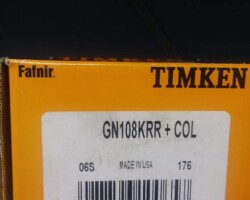 Fafnir. TIMKEN
GN108KRR + COL
06S MADE IN USA 176